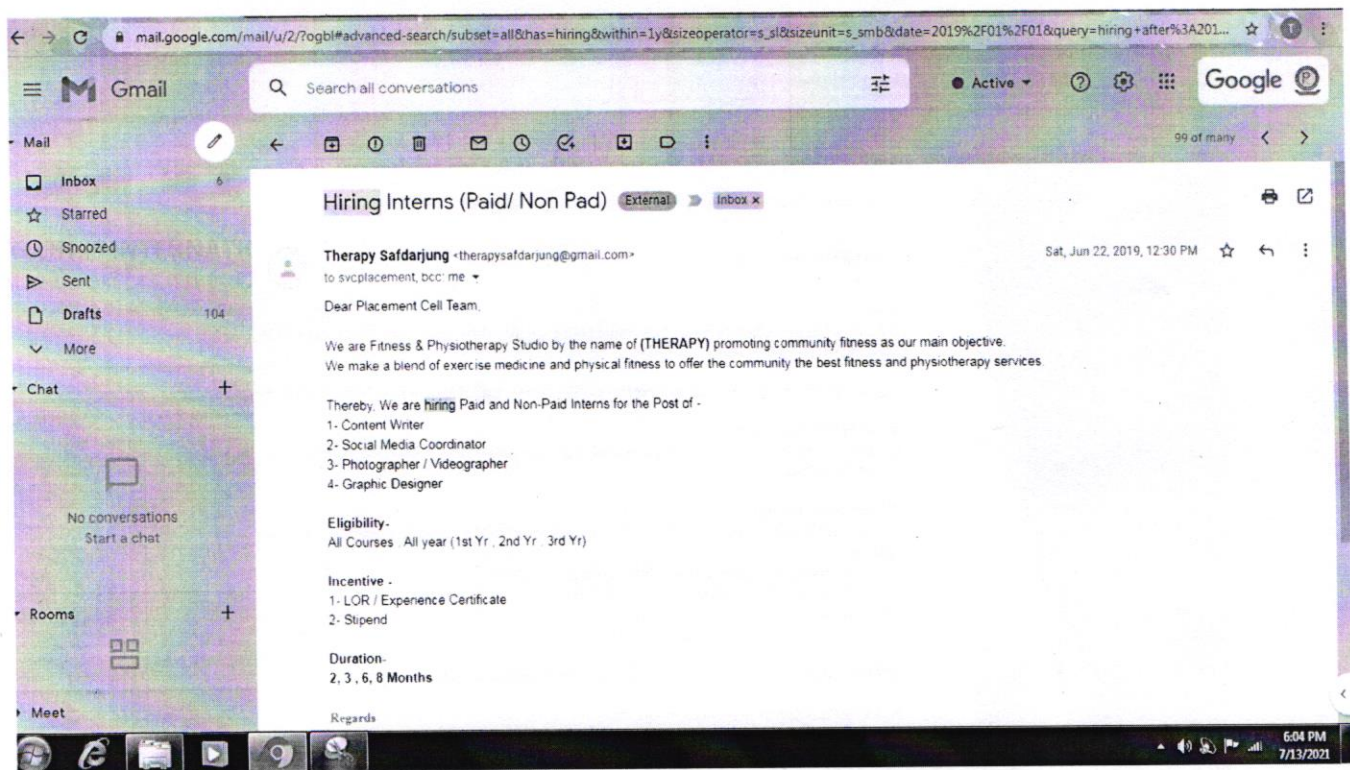 mail.google.com/mail/u/2/?ogbl#advanced-search/subset=all&has=hiring&within=1y&sizeoperator=s_sl&sizeunit=s_smb&date=2019%2F01%2F01&query=hiring+after%3A201...
Gmail
Search all conversations
Active
Google
Mail
99 of many
Inbox 6
Hiring Interns (Paid/ Non Pad) External Inbox x
Starred
Snoozed
Therapy Safdarjung <therapysafdarjung@gmail.com>
Sat, Jun 22, 2019, 12:30 PM
to svcplacement, bcc: me
Sent
Dear Placement Cell Team,
Drafts 104
More
We are Fitness & Physiotherapy Studio by the name of (THERAPY) promoting community fitness as our main objective.
We make a blend of exercise medicine and physical fitness to offer the community the best fitness and physiotherapy services.
Chat +
Thereby, We are hiring Paid and Non-Paid Interns for the Post of -
1- Content Writer
2- Social Media Coordinator
3- Photographer / Videographer
4- Graphic Designer
No conversations
Start a chat
Eligibility-
All Courses . All year (1st Yr , 2nd Yr . 3rd Yr)
Incentive -
1- LOR / Experience Certificate
2- Stipend
Rooms +
Duration-
2, 3 , 6, 8 Months
Meet
Regards
6:04 PM
7/13/2021